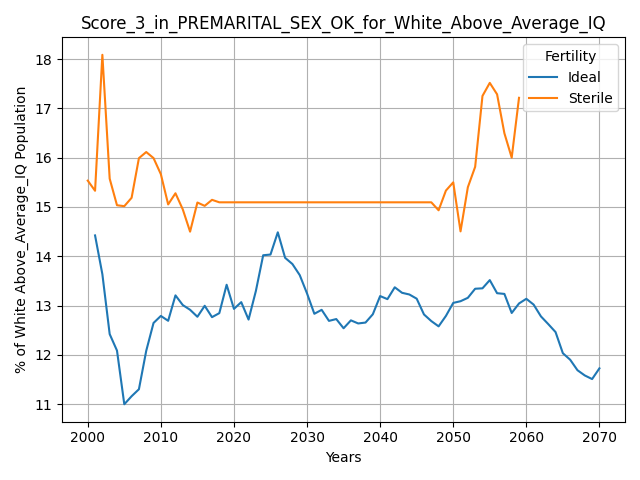 Score_3_in_PREMARITAL_SEX_OK_for_White_Above_Average_IQ
% of White Above_Average_IQ Population
18
17
16
15
14
13
12
11
Fertility
Ideal
Sterile
2000 2010 2020 2030 2040 2050 2060 2070
Years